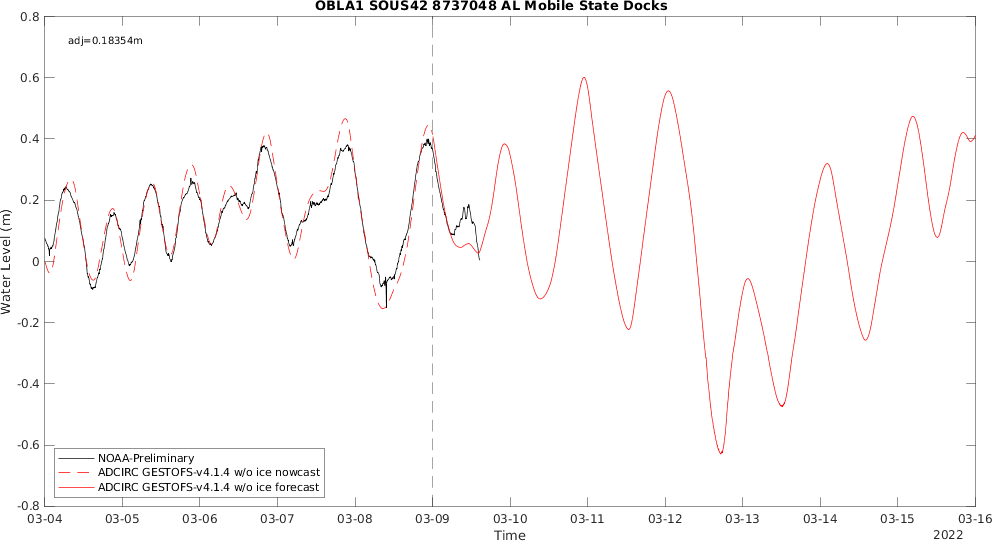 OBLA1 SOUS42 8737048 AL Mobile State Docks
adj=0.18354m
0.8
0.6
0.4
0.2
0
-0.2
-0.4
-0.6
-0.8
Water Level (m)
NOAA-Preliminary
ADCIRC GESTOFS-v4.1.4 w/o ice nowcast
ADCIRC GESTOFS-v4.1.4 w/o ice forecast
03-04 03-05 03-06 03-07 03-08 03-09 03-10 03-11 03-12 03-13 03-14 03-15 03-16
Time
2022